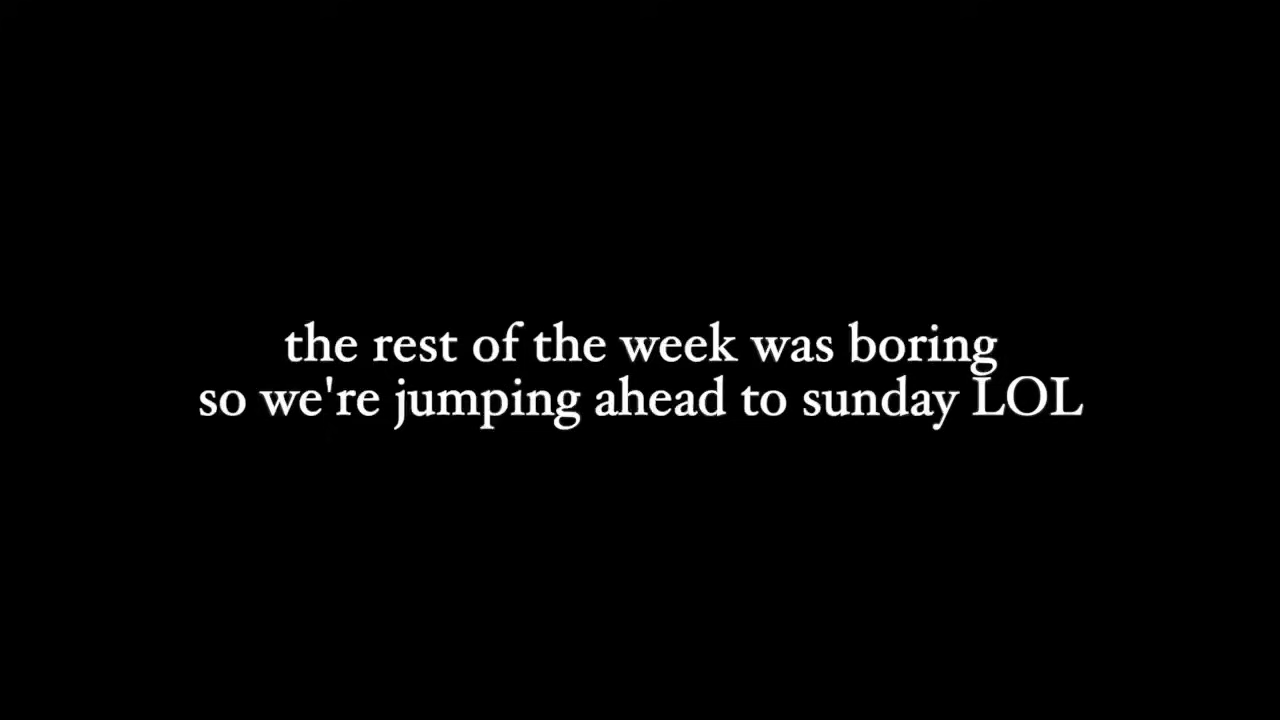 the rest of the week was boring
so we're jumping ahead to sunday LOL